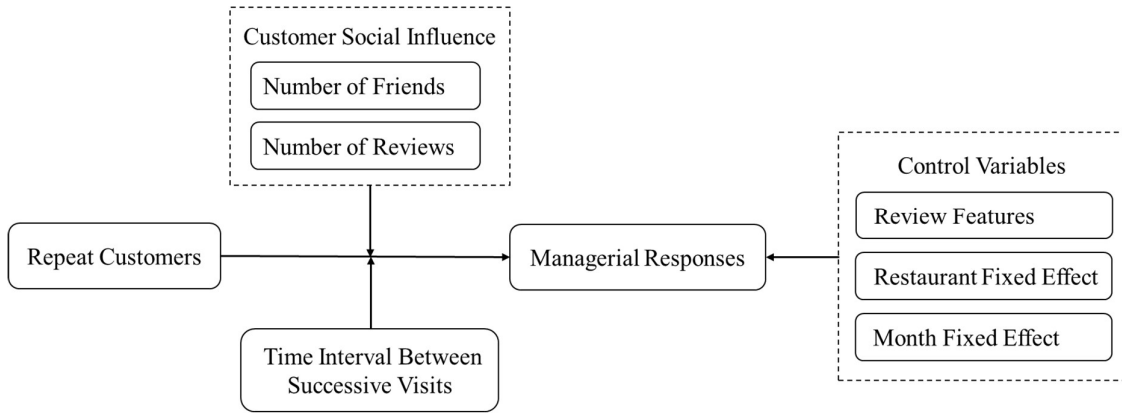 Customer Social Influence
Number of Friends
Number of Reviews
Repeat Customers
Managerial Responses
Time Interval Between
Successive Visits
Control Variables
Review Features
Restaurant Fixed Effect
Month Fixed Effect